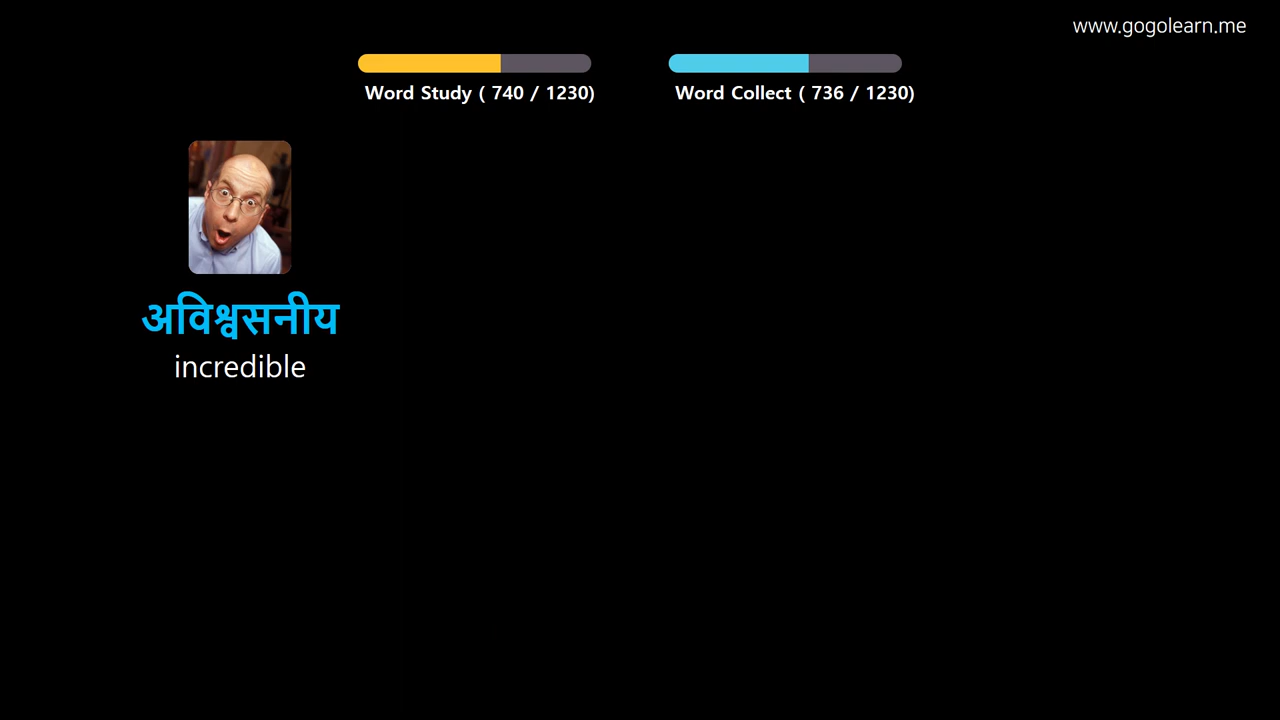 www.gogolearn.me
Word Study ( 740 / 1230)
Word Collect ( 736 / 1230)
अविश्वसनीय
incredible